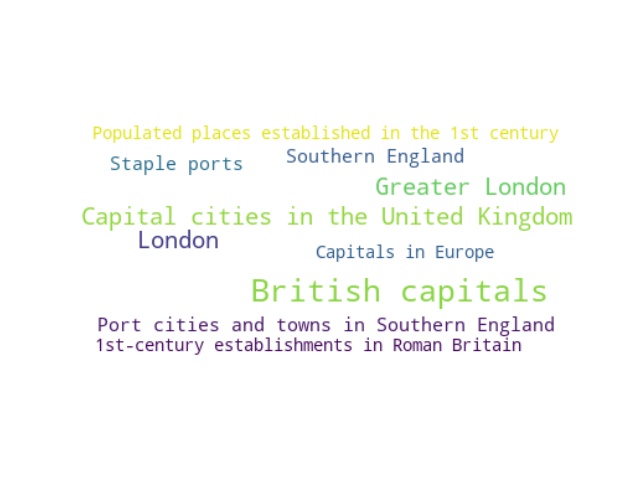 Populated places established in the 1st century
Staple ports
Southern England
Greater London
Capital cities in the United Kingdom
London
Capitals in Europe
British capitals
Port cities and towns in Southern England
1st-century establishments in Roman Britain